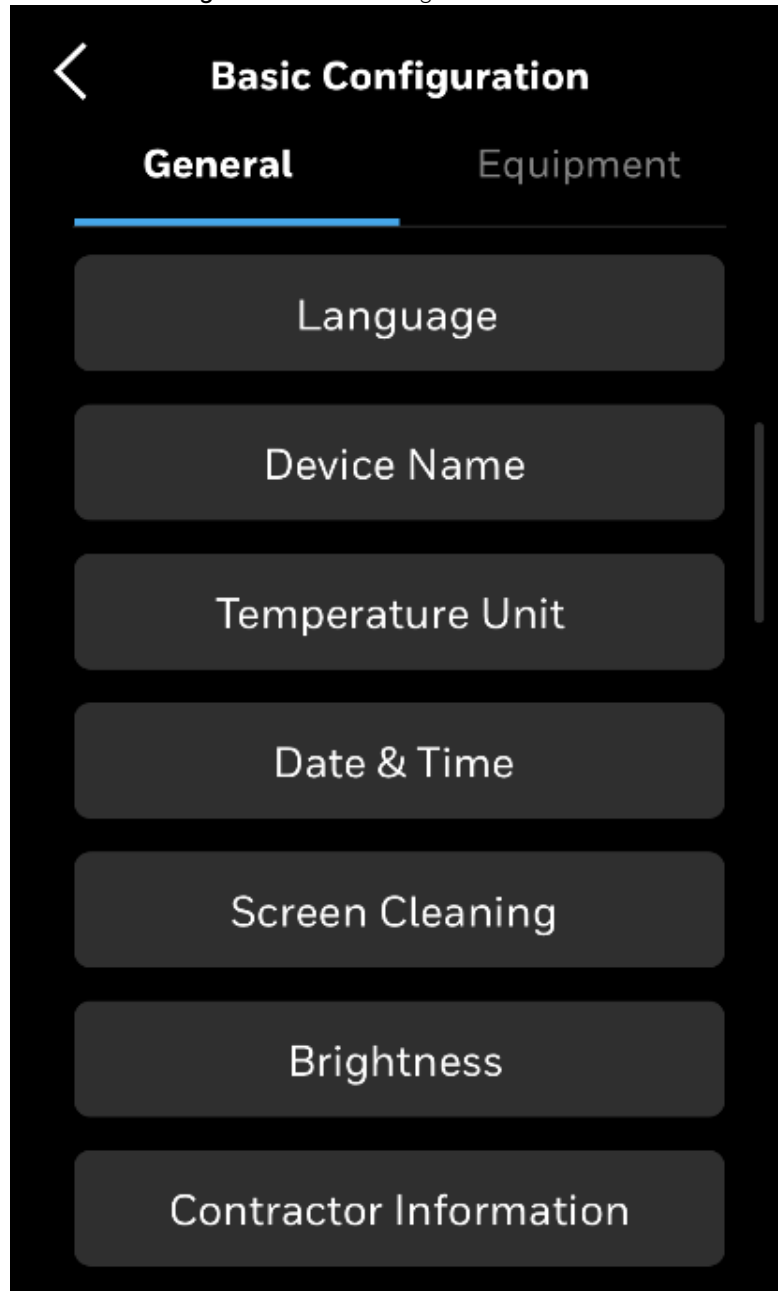 Basic Configuration
General Equipment
Language
Device Name
Temperature Unit
Date & Time
Screen Cleaning
Brightness
Contractor Information